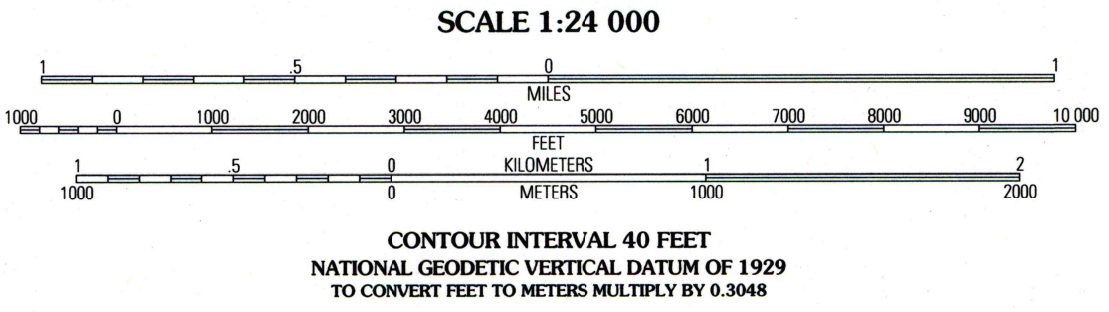 SCALE 1:24 000
1 .5 0 1
MILES
1000 0 1000 2000 3000 4000 5000 6000 7000 8000 9000 10 000
FEET
1 .5 0 KILOMETERS 1 2
1000 0 METERS 1000 2000
CONTOUR INTERVAL 40 FEET
NATIONAL GEODETIC VERTICAL DATUM OF 1929
TO CONVERT FEET TO METERS MULTIPLY BY 0.3048